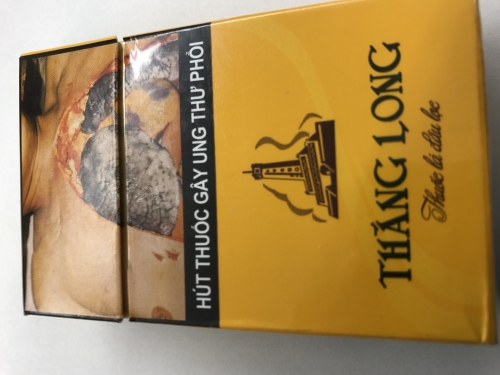 HÚT THUỐC GÂY UNG THƯ PHỔI
THĂNG LONG
Thuốc lá đầu lọc